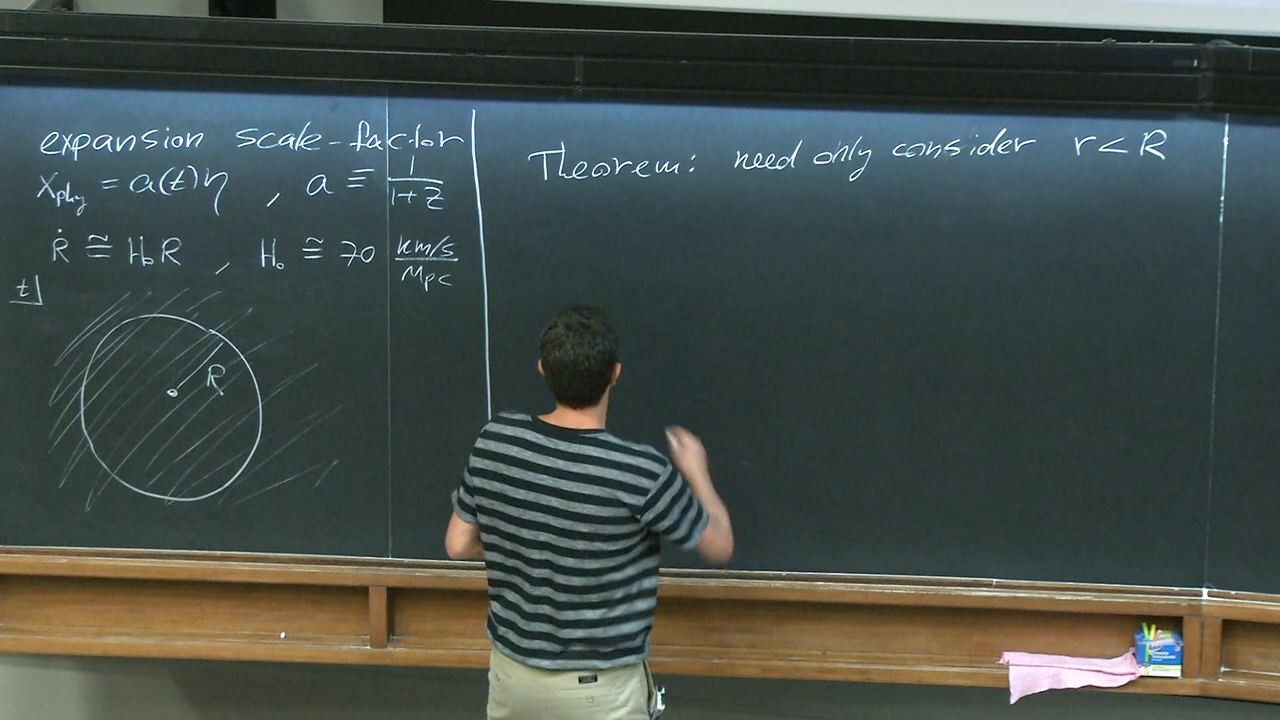 expansion scale-factor
x_phy = a(t)η , a ≡ 1/(1+z)
Ṙ ≅ H₀R , H₀ ≅ 70 km/s/Mpc
t
R
Theorem: need only consider r < R